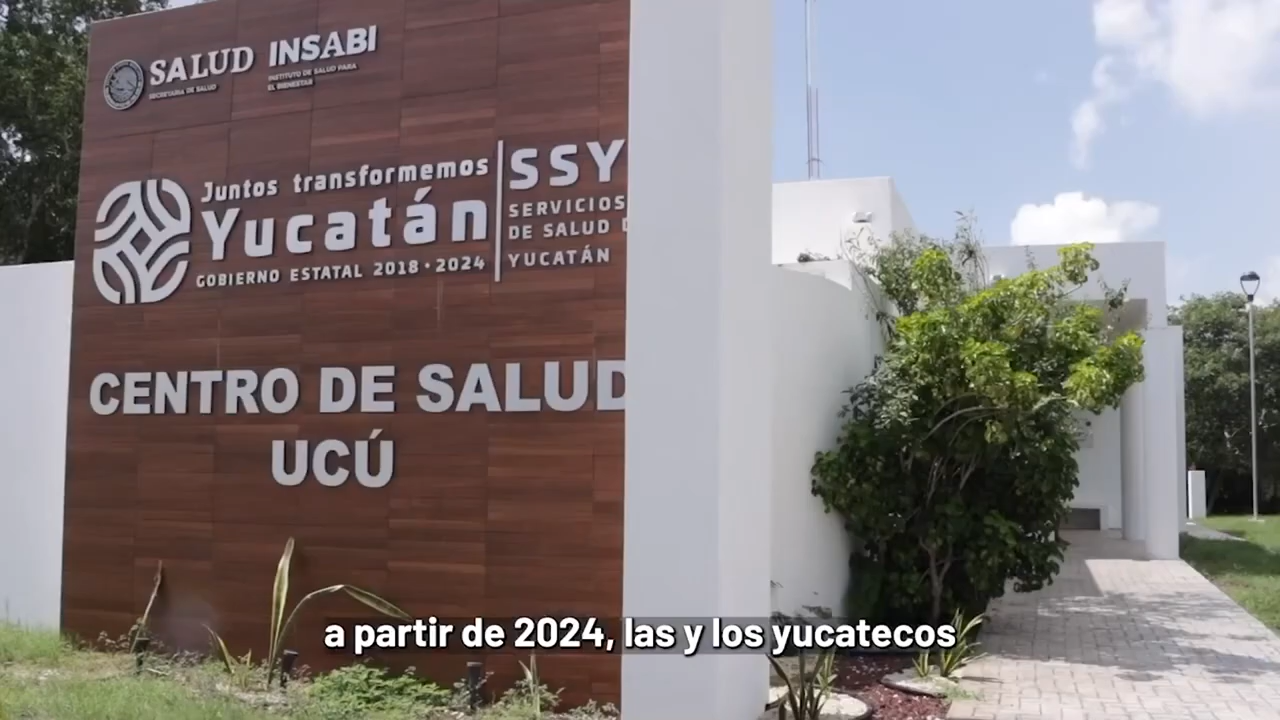 SALUD
SECRETARÍA DE SALUD
INSABI
INSTITUTO DE SALUD PARA
EL BIENESTAR
Juntos transformemos
Yucatán
GOBIERNO ESTATAL 2018 • 2024
SSY
SERVICIOS
DE SALUD
YUCATÁN
CENTRO DE SALUD
UCÚ
a partir de 2024, las y los yucatecos